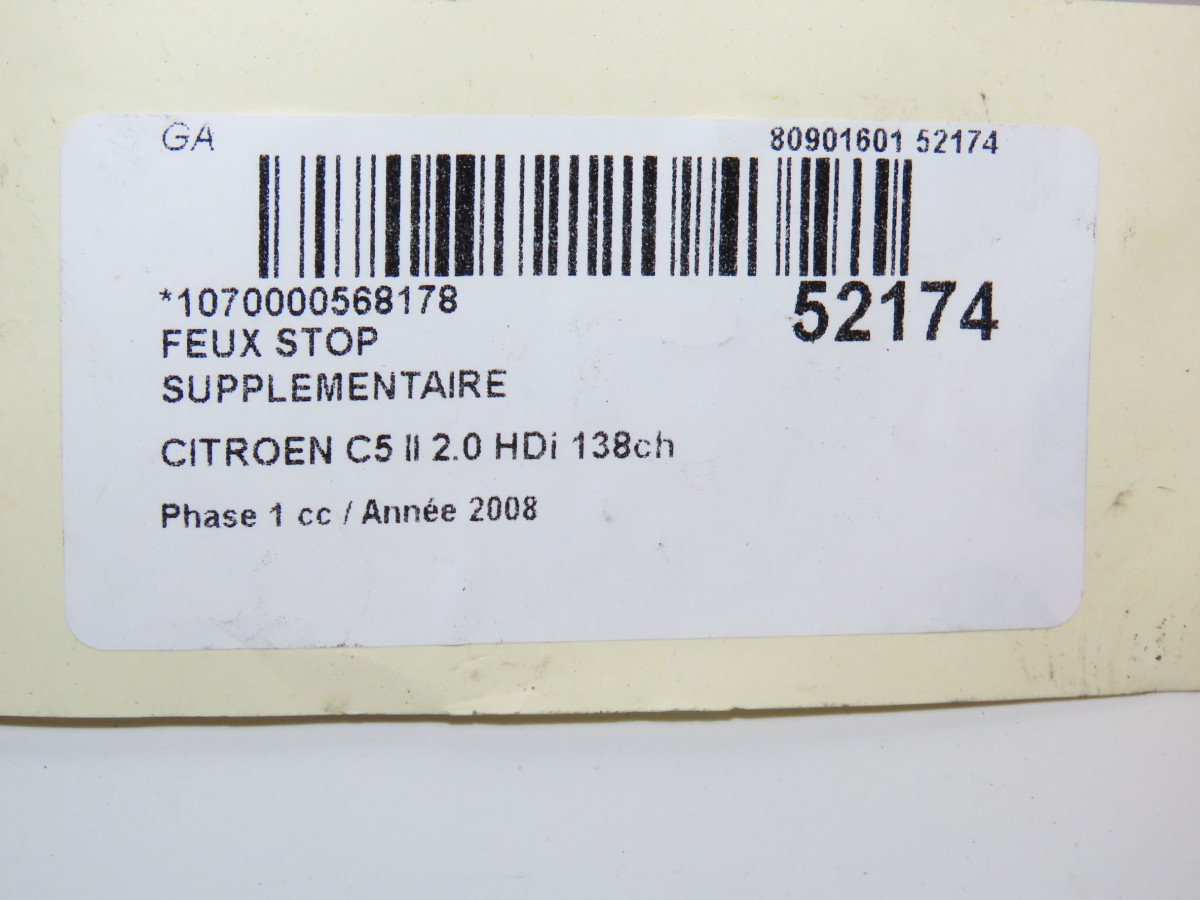 GA 80901601 52174
*1070000568178 52174
FEUX STOP
SUPPLEMENTAIRE
CITROEN C5 II 2.0 HDi 138ch
Phase 1 cc / Année 2008